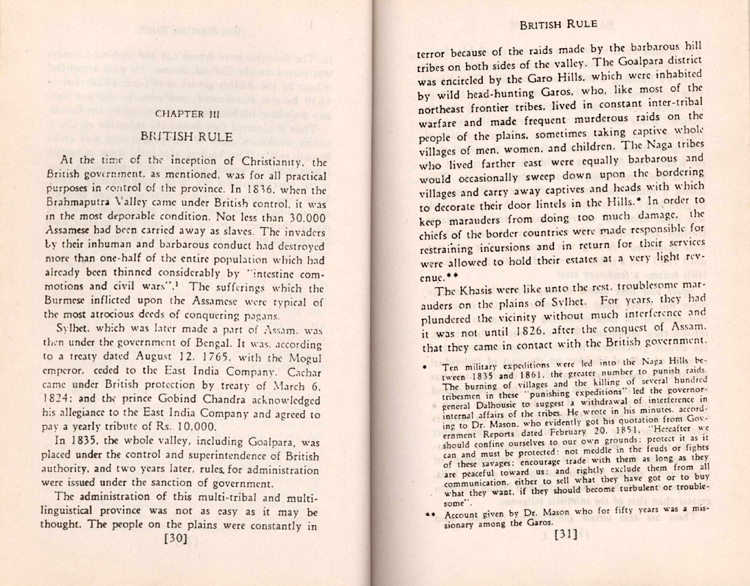 CHAPTER III
BRITISH RULE
At the time of the inception of Christianity, the
British government, as mentioned, was for all practical
purposes in control of the province. In 1836, when the
Brahmaputra Valley came under British control, it was
in the most deporable condition. Not less than 30,000
Assamese had been carried away as slaves. The invaders
by their inhuman and barbarous conduct had destroyed
more than one-half of the entire population which had
already been thinned considerably by "intestine com-
motions and civil wars".¹ The sufferings which the
Burmese inflicted upon the Assamese were typical of
the most atrocious deeds of conquering pagans.
Sylhet, which was later made a part of Assam, was
then under the government of Bengal. It was, according
to a treaty dated August 12, 1765, with the Mogul
emperor, ceded to the East India Company. Cachar
came under British protection by treaty of March 6,
1824; and the prince Gobind Chandra acknowledged
his allegiance to the East India Company and agreed to
pay a yearly tribute of Rs. 10,000.
In 1835, the whole valley, including Goalpara, was
placed under the control and superintendence of British
authority, and two years later, rules, for administration
were issued under the sanction of government.
The administration of this multi-tribal and multi-
linguistical province was not as easy as it may be
thought. The people on the plains were constantly in
[30]
BRITISH RULE
terror because of the raids made by the barbarous hill
tribes on both sides of the valley. The Goalpara district
was encircled by the Garo Hills, which were inhabited
by wild head-hunting Garos, who, like most of the
northeast frontier tribes, lived in constant inter-tribal
warfare and made frequent murderous raids on the
people of the plains, sometimes taking captive whole
villages of men, women, and children. The Naga tribes
who lived farther east were equally barbarous and
would occasionally sweep down upon the bordering
villages and carry away captives and heads with which
to decorate their door lintels in the Hills.* In order to
keep marauders from doing too much damage, the
chiefs of the border countries were made responsible for
restraining incursions and in return for their services
were allowed to hold their estates at a very light rev-
enue.**
The Khasis were like unto the rest, troublesome mar-
auders on the plains of Sylhet. For years, they had
plundered the vicinity without much interference and
it was not until 1826, after the conquest of Assam,
that they came in contact with the British government.
* Ten military expeditions were led into the Naga Hills be-
tween 1835 and 1861, the greater number to punish raids.
The burning of villages and the killing of several hundred
tribesmen in these "punishing expeditions" led the governor-
general Dalhousie to suggest a withdrawal of interference in
internal affairs of the tribes. He wrote in his minutes, accord-
ing to Dr. Mason, who evidently got his quotation from Gov-
ernment Reports dated February 20, 1851, "Hereafter we
should confine ourselves to our own grounds; protect it as it
can and must be protected; not meddle in the feuds or fights
of these savages; encourage trade with them as long as they
are peaceful toward us; and rightly exclude them from all
communication, either to sell what they have got or to buy
what they want, if they should become turbulent or trouble-
some".
** Account given by Dr. Mason who for fifty years was a mis-
sionary among the Garos.
[31]